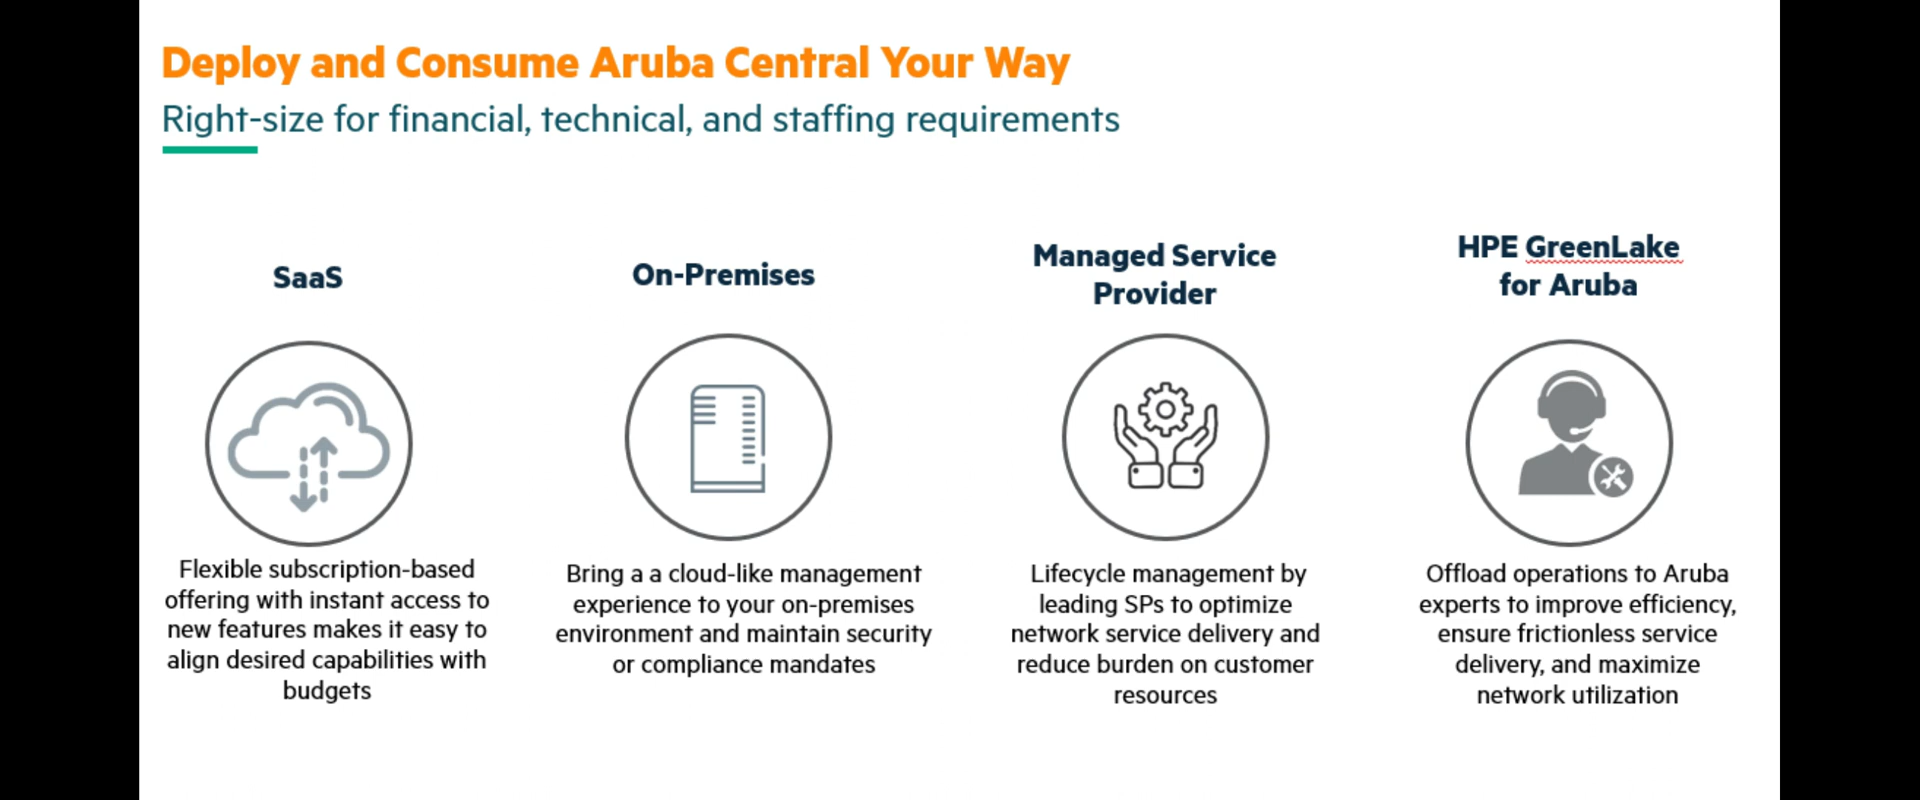 Deploy and Consume Aruba Central Your Way
Right-size for financial, technical, and staffing requirements
SaaS
Flexible subscription-based
offering with instant access to
new features makes it easy to
align desired capabilities with
budgets
On-Premises
Bring a a cloud-like management
experience to your on-premises
environment and maintain security
or compliance mandates
Managed Service
Provider
Lifecycle management by
leading SPs to optimize
network service delivery and
reduce burden on customer
resources
HPE GreenLake
for Aruba
Offload operations to Aruba
experts to improve efficiency,
ensure frictionless service
delivery, and maximize
network utilization